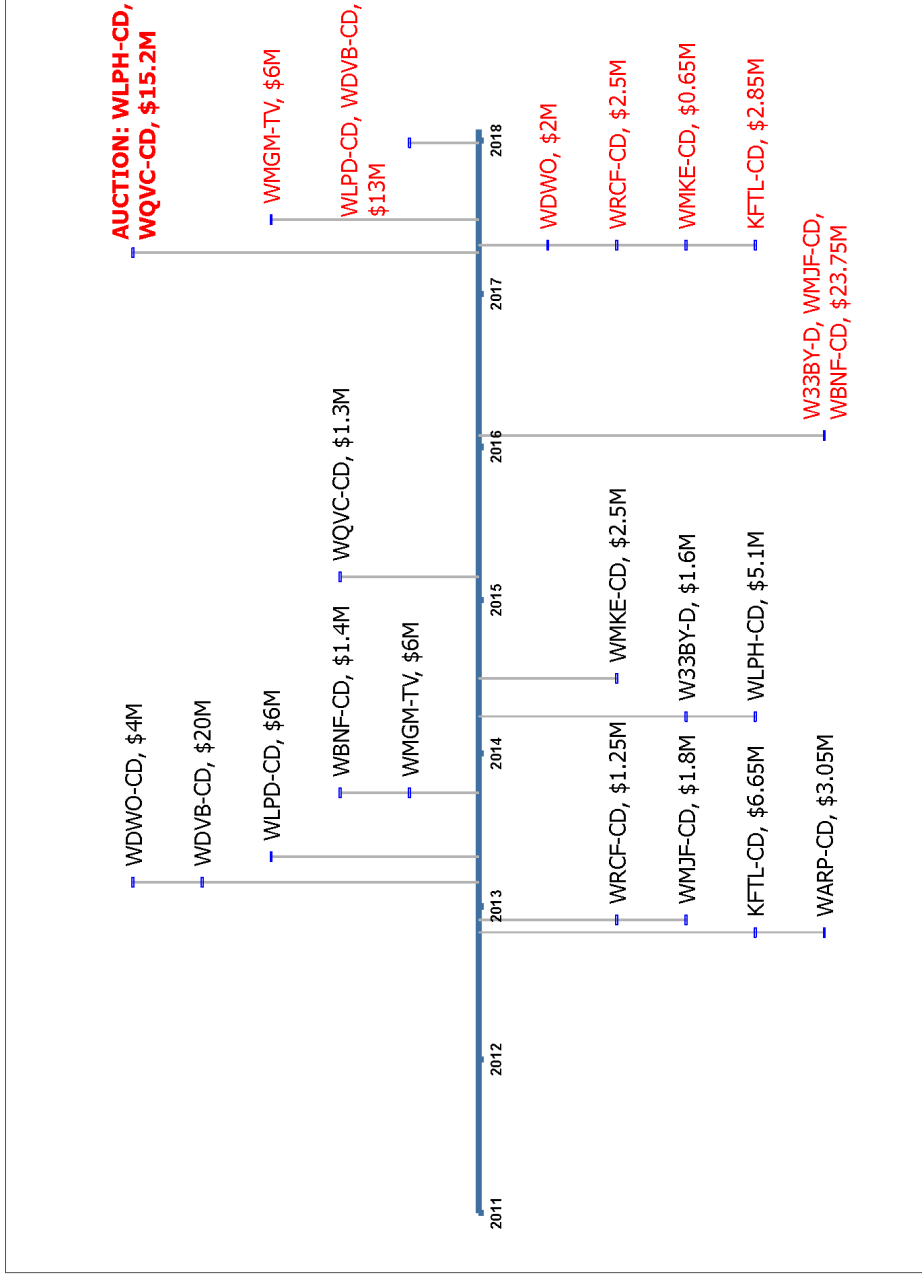 WDWO-CD, $4M
WDVB-CD, $20M
WLPD-CD, $6M
WBNF-CD, $1.4M
WMGM-TV, $6M
WQVC-CD, $1.3M
AUCTION: WLPH-CD,
WQVC-CD, $15.2M
WMGM-TV, $6M
WLPD-CD, WDVB-CD,
$13M
2011
2012
2013
2014
2015
2016
2017
2018
WRCF-CD, $1.25M
WMJF-CD, $1.8M
KFTL-CD, $6.65M
WARP-CD, $3.05M
WMKE-CD, $2.5M
W33BY-D, $1.6M
WLPH-CD, $5.1M
W33BY-D, WMJF-CD,
WBNF-CD, $23.75M
WDWO, $2M
WRCF-CD, $2.5M
WMKE-CD, $0.65M
KFTL-CD, $2.85M